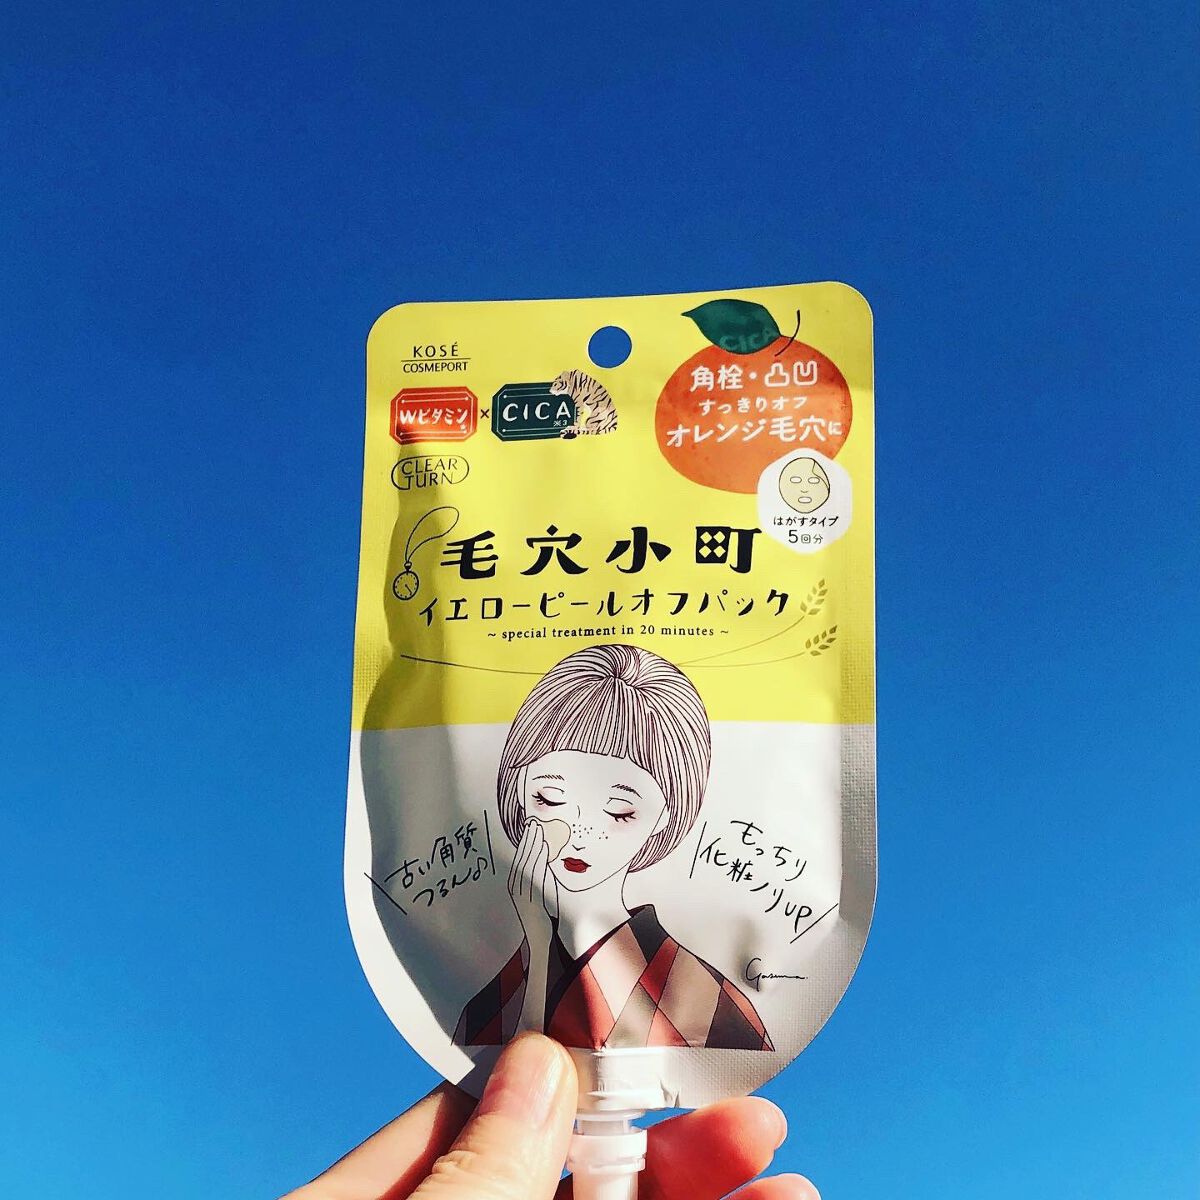 KOSÉ
COSMEPORT
Wビタミン
×
CICA
※3
CLEAR
TURN
CICA
角栓・凸凹
すっきりオフ
オレンジ毛穴に
はがすタイプ
5回分
毛穴小町
イエローピールオフパック
~ special treatment in 20 minutes ~
古い角質
つるん♪
もっちり
化粧ノリUP